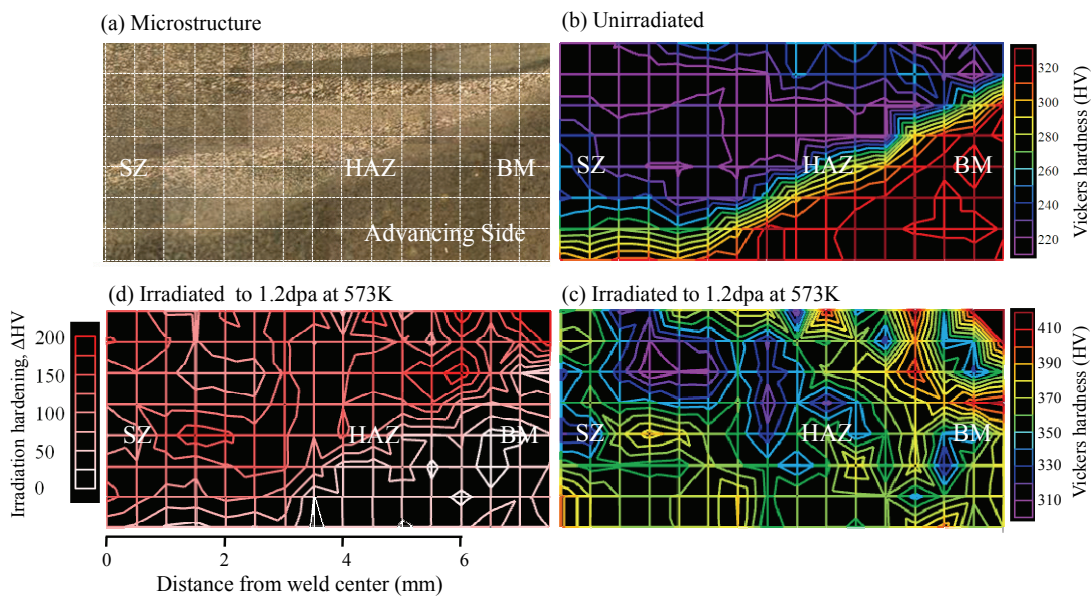 (a) Microstructure
(b) Unirradiated
SZ
HAZ
BM
Advancing Side
SZ
HAZ
BM
320
300
280
260
240
220
Vickers hardness (HV)
(d) Irradiated to 1.2dpa at 573K
(c) Irradiated to 1.2dpa at 573K
Irradiation hardening, ΔHV
200
150
100
50
0
SZ
HAZ
BM
SZ
HAZ
BM
410
390
370
350
330
310
Vickers hardness (HV)
0
2
4
6
Distance from weld center (mm)